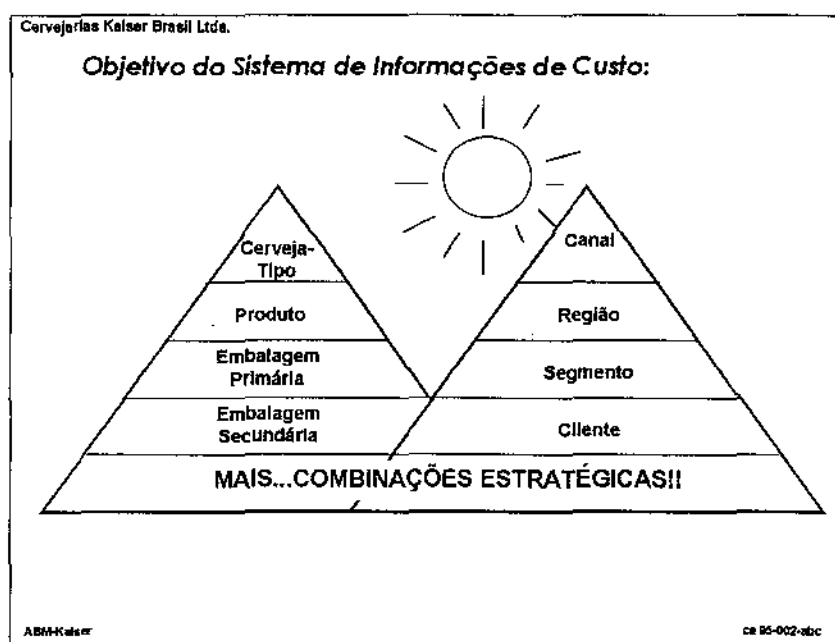 Cervejarias Kaiser Brasil Ltda.
Objetivo do Sistema de Informações de Custo:
Cerveja-
Tipo
Produto
Embalagem
Primária
Embalagem
Secundária
Canal
Região
Segmento
Cliente
MAIS...COMBINAÇÕES ESTRATÉGICAS!!
ABM-Kaiser
ce 95-002-abc